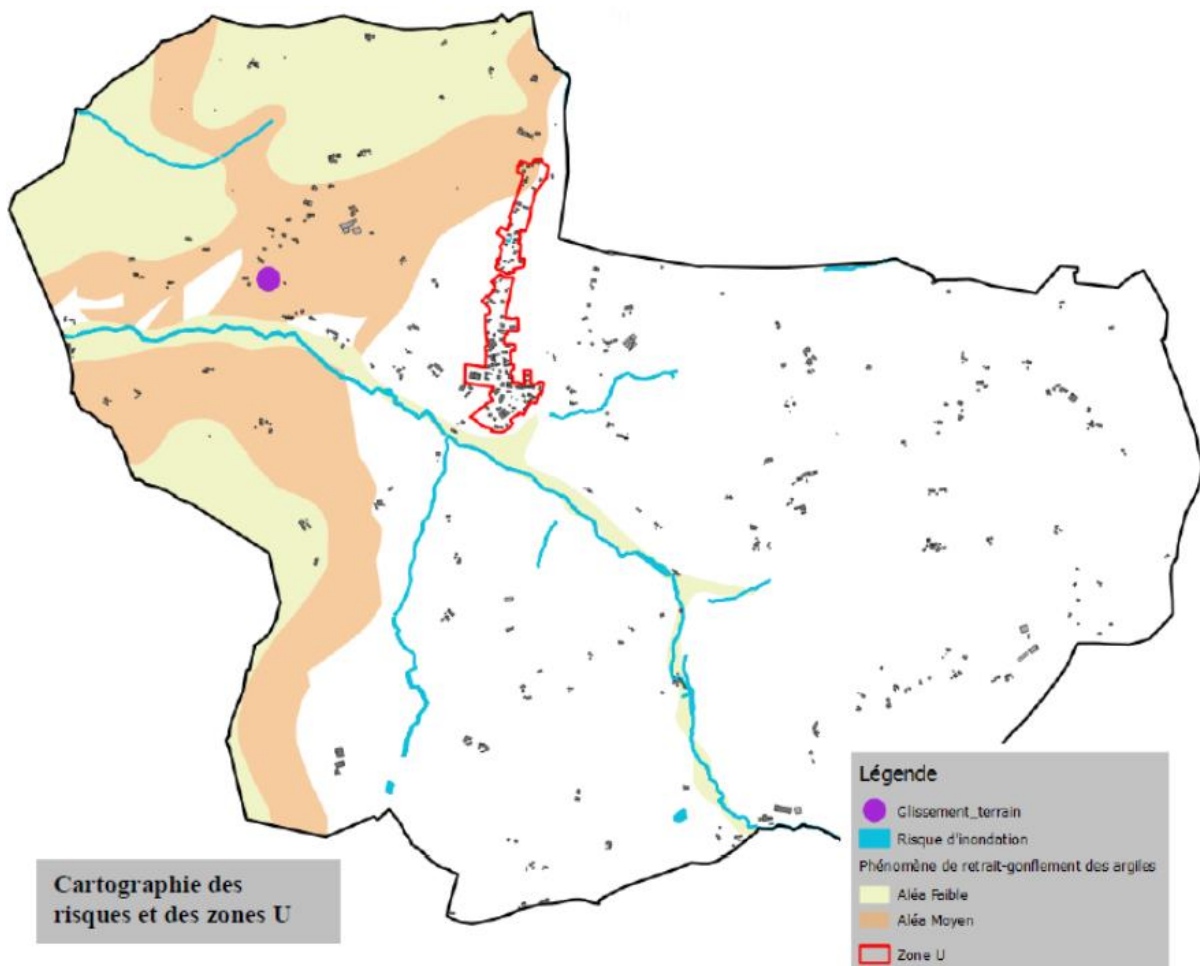 Cartographie des
risques et des zones U
Légende
Glissement_terrain
Risque d'inondation
Phénomène de retrait-gonflement des argiles
Aléa Faible
Aléa Moyen
Zone U